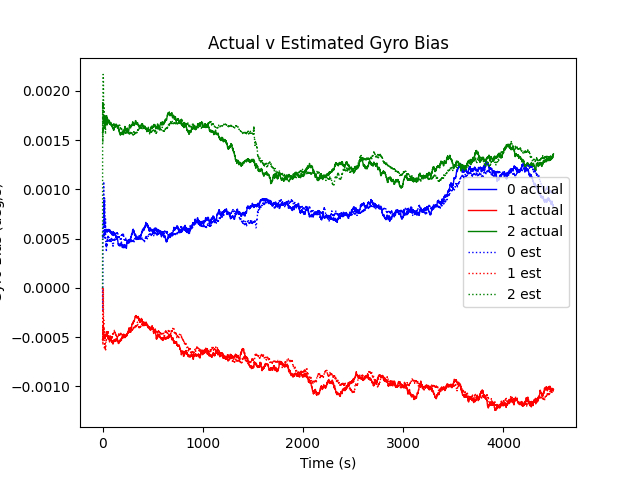 Actual v Estimated Gyro Bias
0.0020
0.0015
0.0010
0.0005
0.0000
−0.0005
−0.0010
0
1000
2000
3000
4000
Time (s)
0 actual
1 actual
2 actual
0 est
1 est
2 est